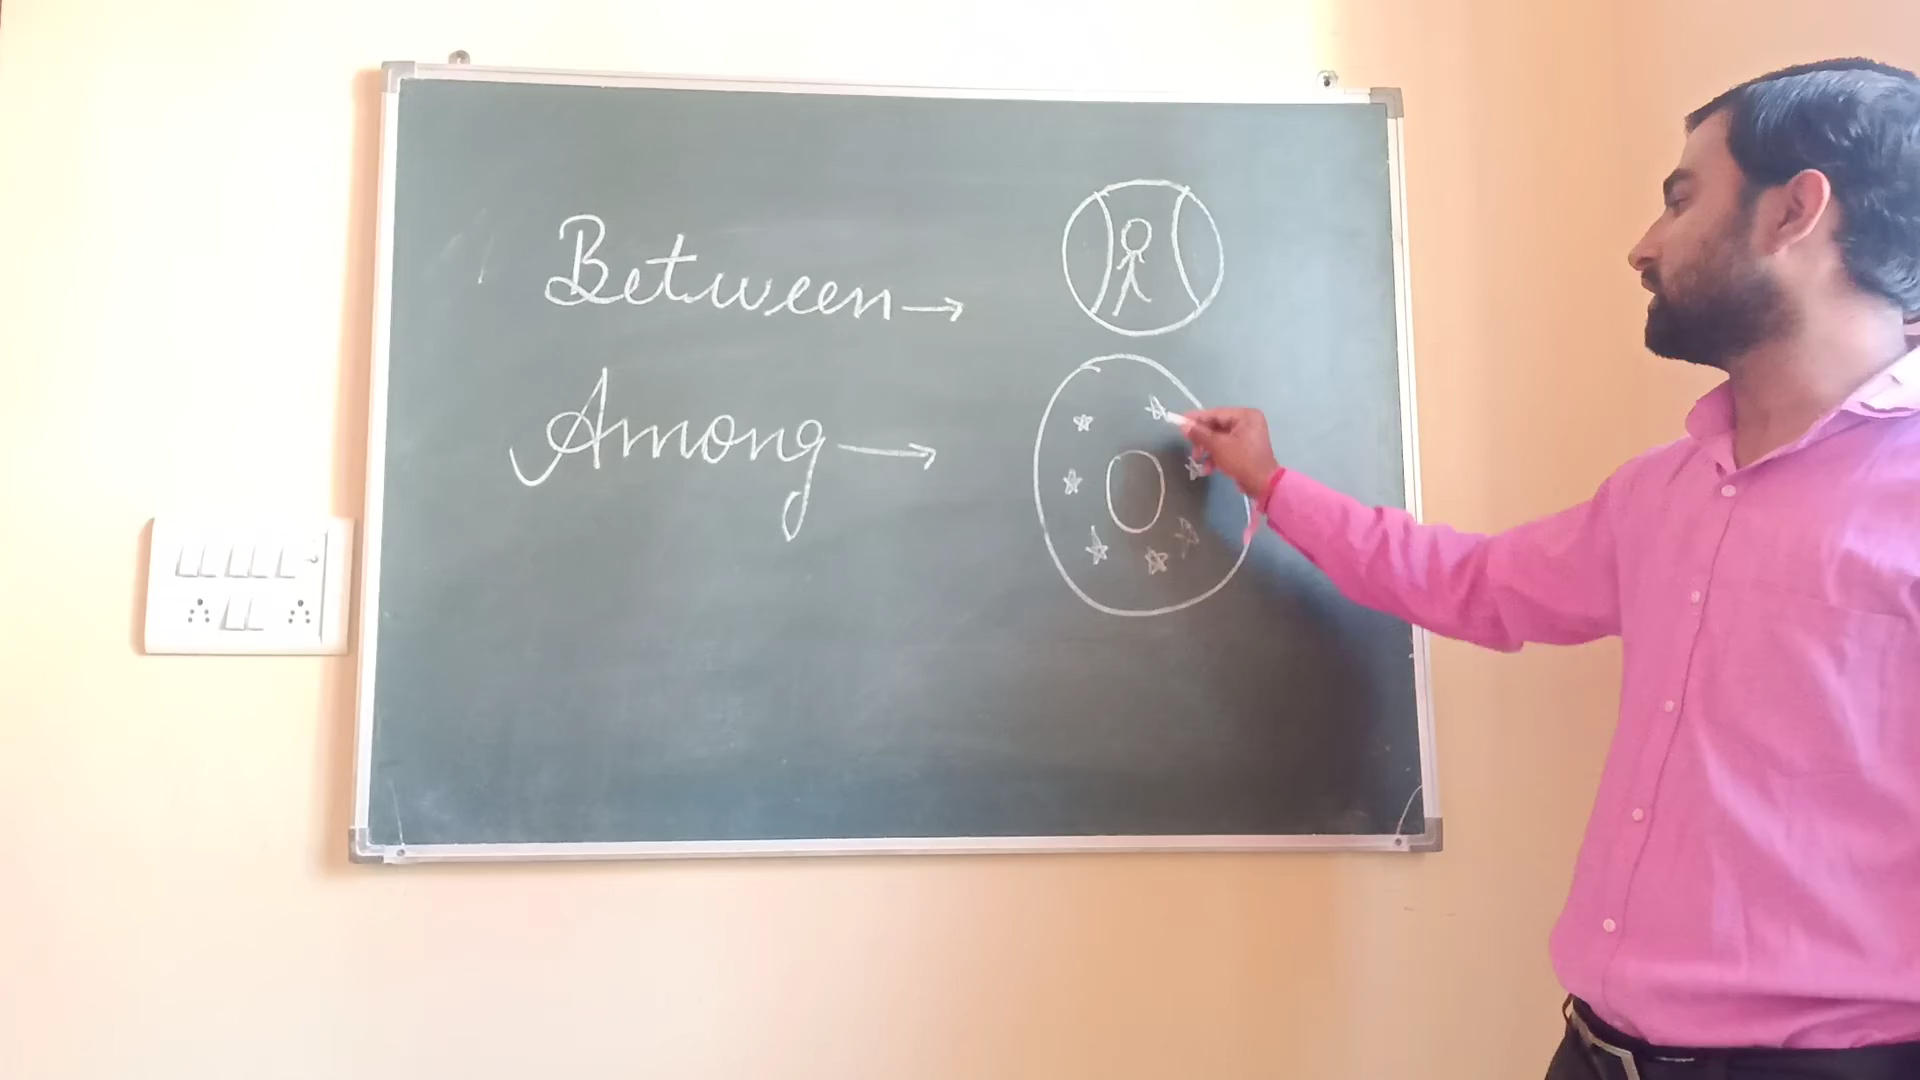 Between →
Among →